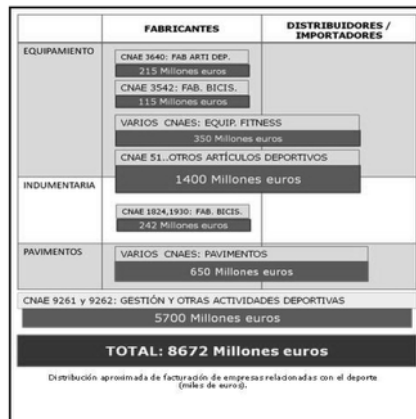 FABRICANTES
DISTRIBUIDORES /
IMPORTADORES
EQUIPAMIENTO
CNAE 3640: FAB ARTI DEP.
215 Millones euros
CNAE 3542: FAB. BICIS.
115 Millones euros
VARIOS CNAES: EQUIP. FITNESS
350 Millones euros
CNAE 51..OTROS ARTÍCULOS DEPORTIVOS
1400 Millones euros
INDUMENTARIA
CNAE 1824,1930: FAB. BICIS.
242 Millones euros
PAVIMENTOS
VARIOS CNAES: PAVIMENTOS
650 Millones euros
CNAE 9261 y 9262: GESTIÓN Y OTRAS ACTIVIDADES DEPORTIVAS
5700 Millones euros
TOTAL: 8672 Millones euros
Distribución aproximada de facturación de empresas relacionadas con el deporte
(miles de euros).